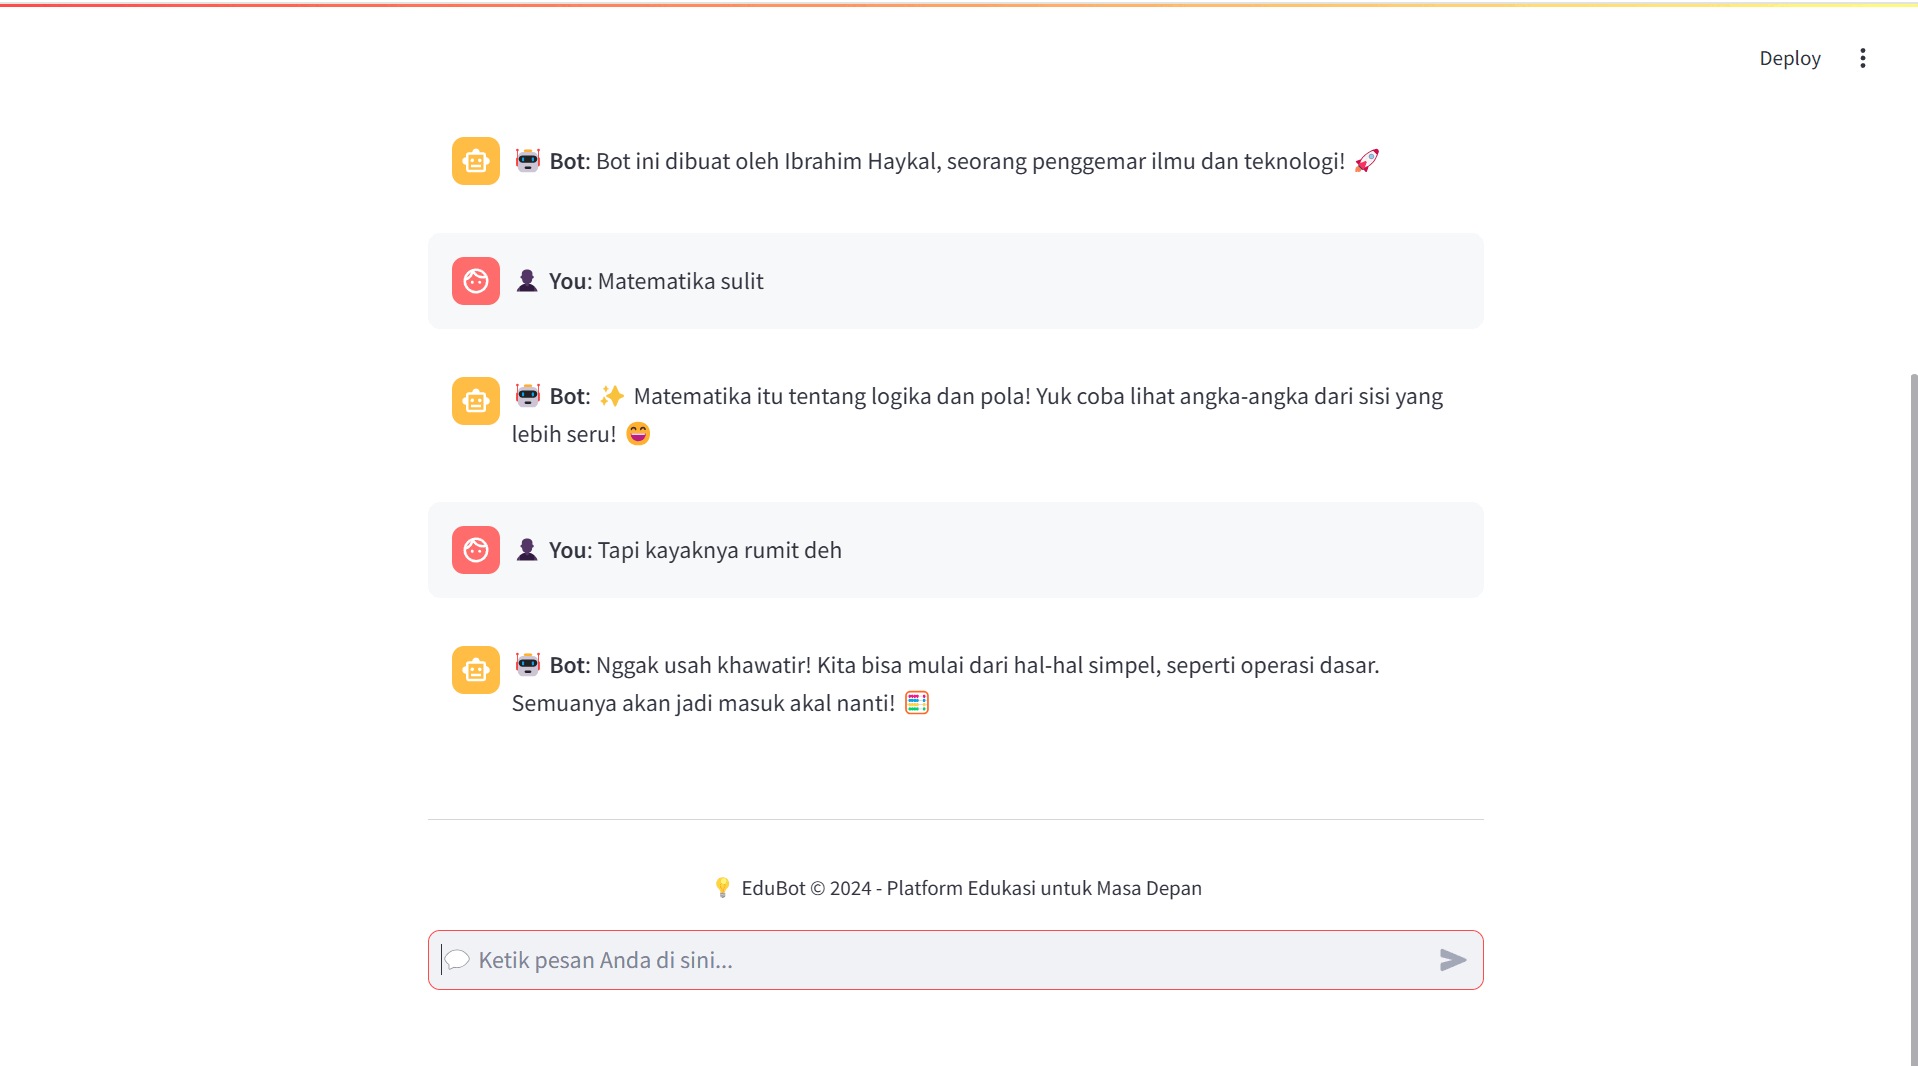 Deploy
Bot: Bot ini dibuat oleh Ibrahim Haykal, seorang penggemar ilmu dan teknologi! 🚀
You: Matematika sulit
Bot: ✨ Matematika itu tentang logika dan pola! Yuk coba lihat angka-angka dari sisi yang
lebih seru! 😄
You: Tapi kayaknya rumit deh
Bot: Nggak usah khawatir! Kita bisa mulai dari hal-hal simpel, seperti operasi dasar.
Semuanya akan jadi masuk akal nanti! 🧮
💡 EduBot © 2024 - Platform Edukasi untuk Masa Depan
💬 Ketik pesan Anda di sini...